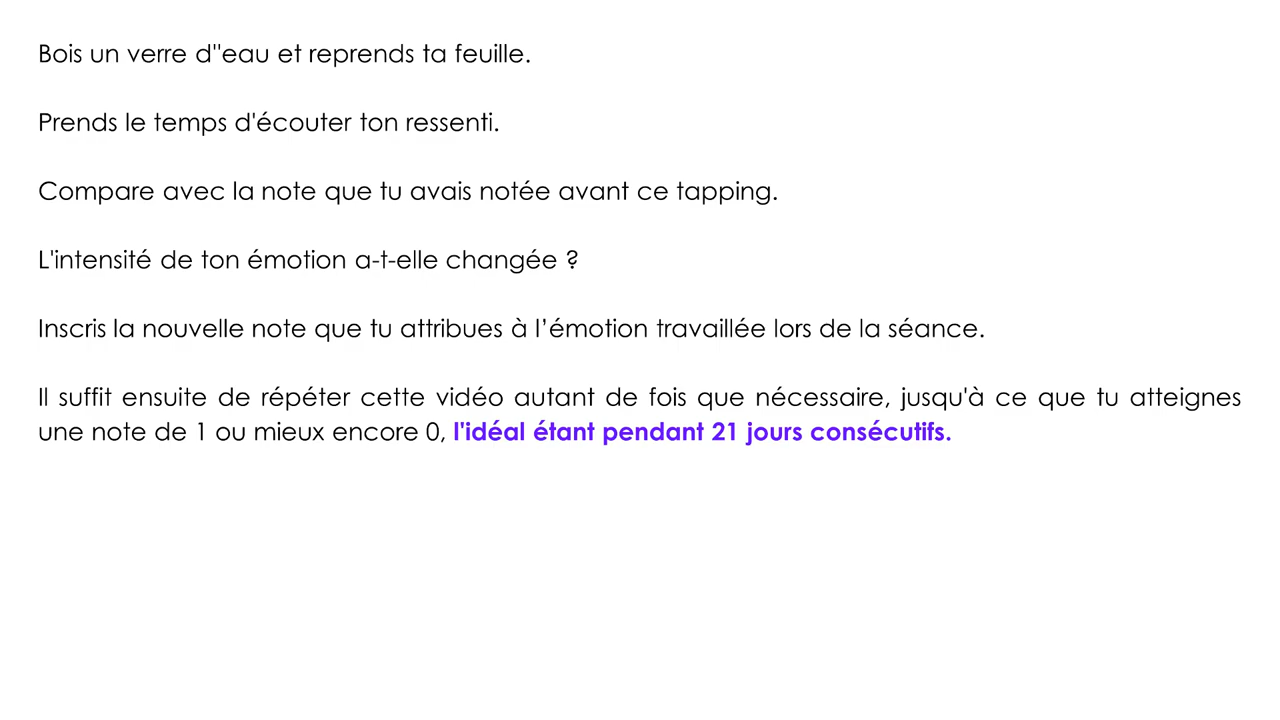 Bois un verre d''eau et reprends ta feuille.
Prends le temps d'écouter ton ressenti.
Compare avec la note que tu avais notée avant ce tapping.
L'intensité de ton émotion a-t-elle changée ?
Inscris la nouvelle note que tu attribues à l’émotion travaillée lors de la séance.
Il suffit ensuite de répéter cette vidéo autant de fois que nécessaire, jusqu'à ce que tu atteignes
une note de 1 ou mieux encore 0, l'idéal étant pendant 21 jours consécutifs.